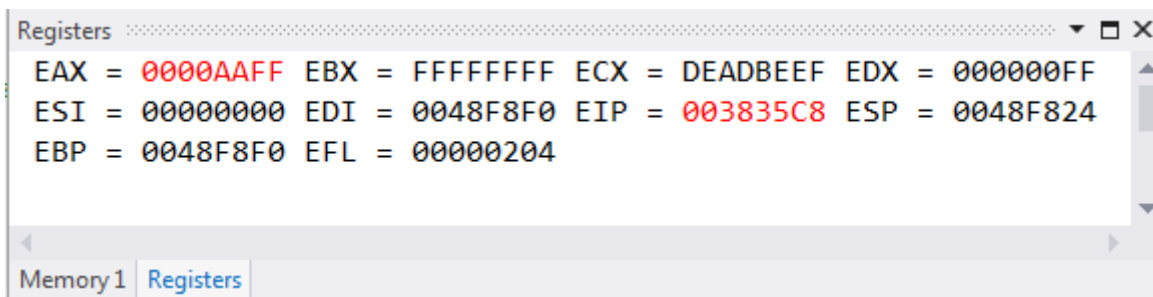 Registers
EAX = 0000AAFF EBX = FFFFFFFF ECX = DEADBEEF EDX = 000000FF
ESI = 00000000 EDI = 0048F8F0 EIP = 003835C8 ESP = 0048F824
EBP = 0048F8F0 EFL = 00000204
Memory 1 Registers